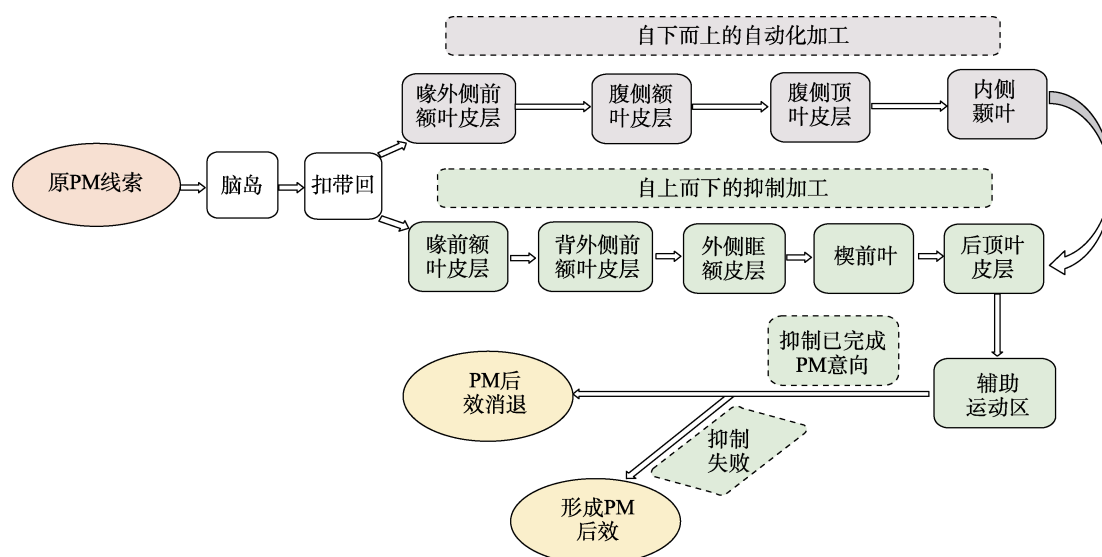 自下而上的自动化加工
喙外侧前
额叶皮层
腹侧额
叶皮层
腹侧顶
叶皮层
内侧
颞叶
原PM线索
脑岛
扣带回
自上而下的抑制加工
喙前额
叶皮层
背外侧前
额叶皮层
外侧眶
额皮层
楔前叶
后顶叶
皮层
抑制已完成
PM意向
PM后
效消退
辅助
运动区
抑制
失败
形成PM
后效